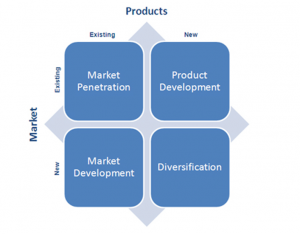 Products
Existing
New
Market
Existing
Market
Penetration
Product
Development
New
Market
Development
Diversification